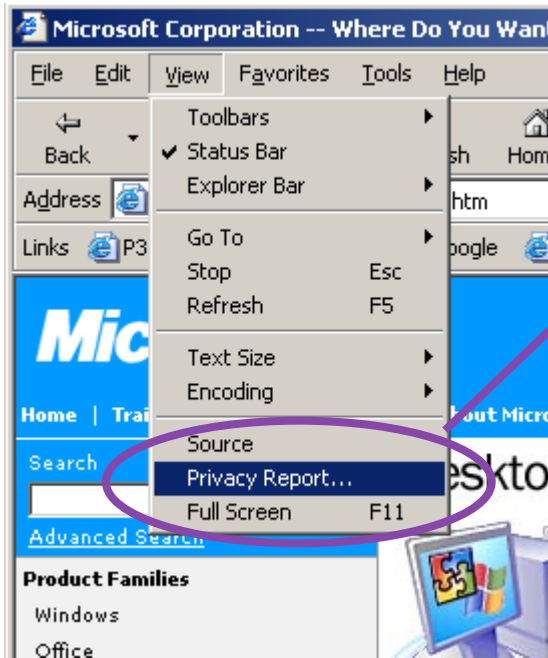 Microsoft Corporation -- Where Do You Want
File Edit View Favorites Tools Help
Toolbars
Back
Status Bar
sh Hom
Explorer Bar
Address
htm
Links P3
Go To
oogle
Stop Esc
Refresh F5
Mic
Text Size
Encoding
Home | Trai
bout Micro
Source
Search
Privacy Report...
eskto
Full Screen F11
Advanced Search
Product Families
Windows
Office